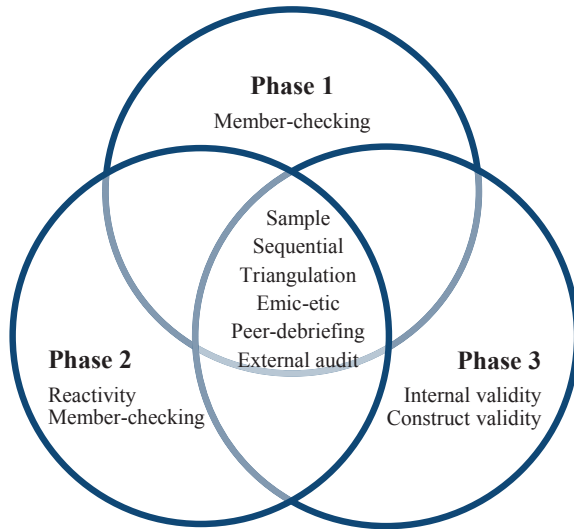 Phase 1
Member-checking
Sample
Sequential
Triangulation
Emic-etic
Peer-debriefing
External audit
Phase 2
Reactivity
Member-checking
Phase 3
Internal validity
Construct validity